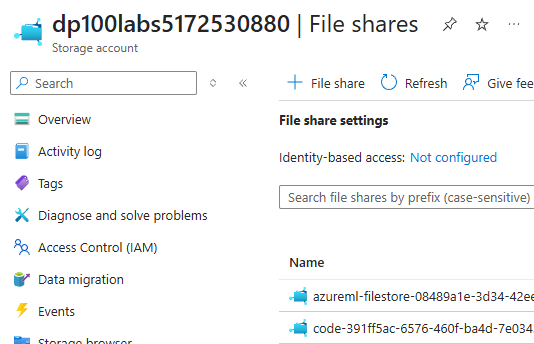 dp100labs5172530880 | File shares
Storage account
Search
File share
Refresh
Give fee
Overview
Activity log
Tags
Diagnose and solve problems
Access Control (IAM)
Data migration
Events
Storage browser
File share settings
Identity-based access: Not configured
Search file shares by prefix (case-sensitive)
Name
azureml-filestore-08489a1e-3d34-42ee
code-391ff5ac-6576-460f-ba4d-7e034